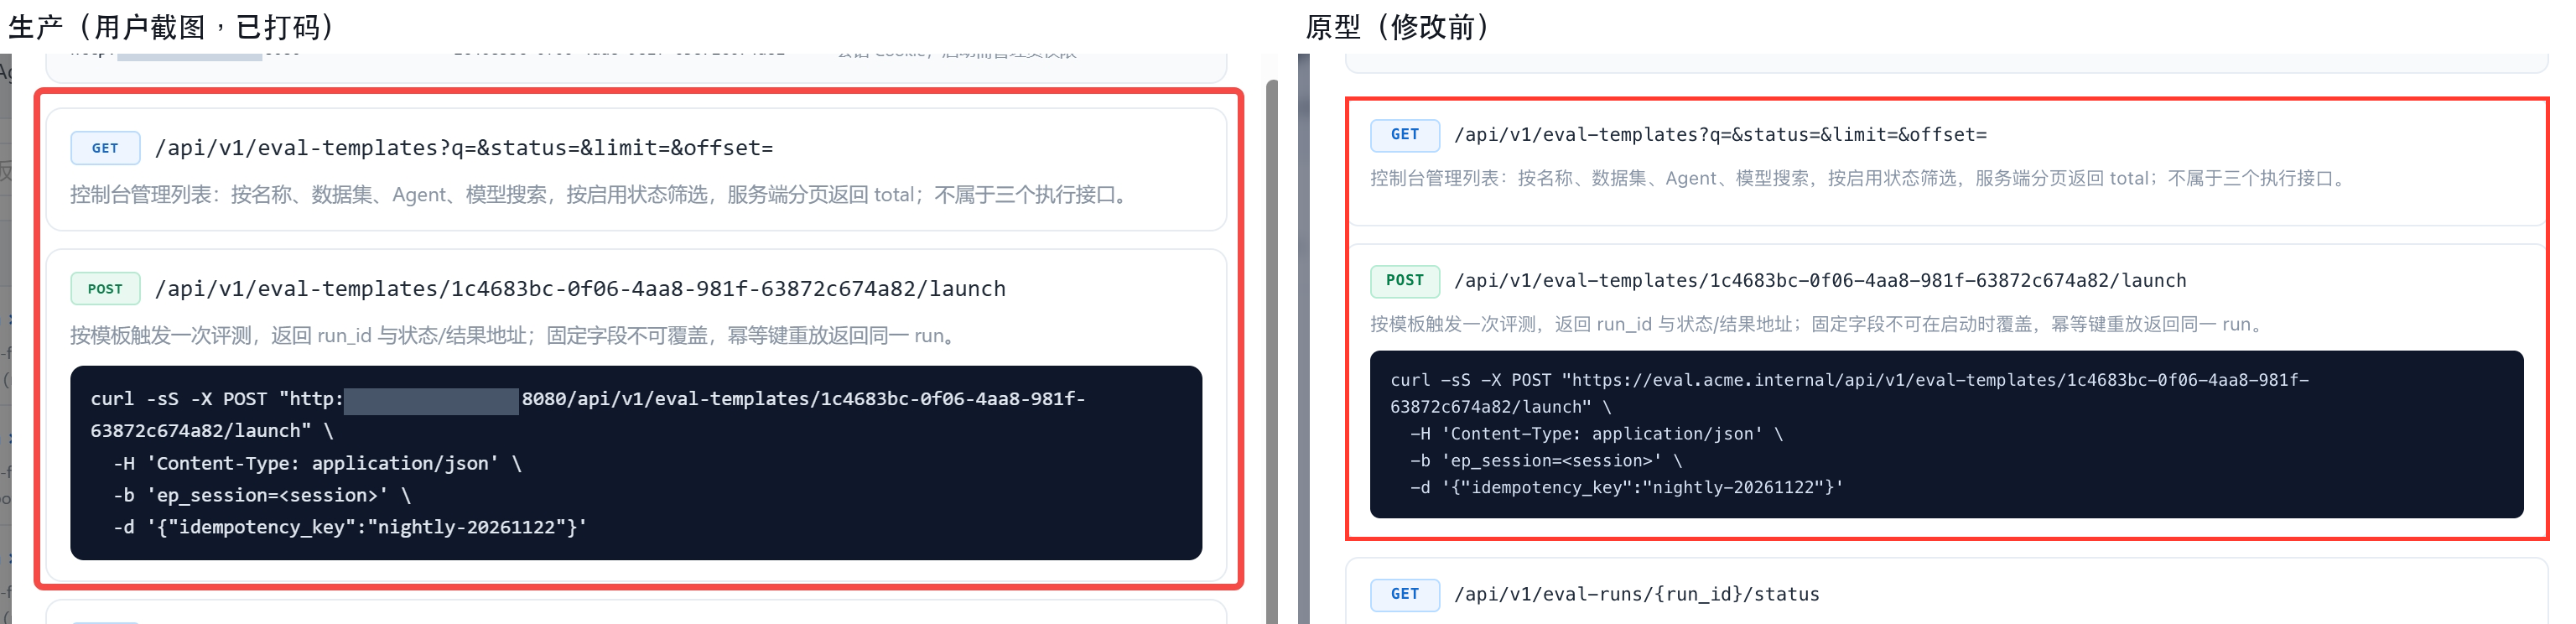 生产（用户截图，已打码）
GET /api/v1/eval-templates?q=&status=&limit=&offset=
控制台管理列表：按名称、数据集、Agent、模型搜索，按启用状态筛选，服务端分页返回 total；不属于三个执行接口。
POST /api/v1/eval-templates/1c4683bc-0f06-4aa8-981f-63872c674a82/launch
按模板触发一次评测，返回 run_id 与状态/结果地址；固定字段不可覆盖，幂等键重放返回同一 run。
curl -sS -X POST "http: 8080/api/v1/eval-templates/1c4683bc-0f06-4aa8-981f-
63872c674a82/launch" \
-H 'Content-Type: application/json' \
-b 'ep_session=<session>' \
-d '{"idempotency_key":"nightly-20261122"}'
原型（修改前）
GET /api/v1/eval-templates?q=&status=&limit=&offset=
控制台管理列表：按名称、数据集、Agent、模型搜索，按启用状态筛选，服务端分页返回 total；不属于三个执行接口。
POST /api/v1/eval-templates/1c4683bc-0f06-4aa8-981f-63872c674a82/launch
按模板触发一次评测，返回 run_id 与状态/结果地址；固定字段不可在启动时覆盖，幂等键重放返回同一 run。
curl -sS -X POST "https://eval.acme.internal/api/v1/eval-templates/1c4683bc-0f06-4aa8-981f-
63872c674a82/launch" \
-H 'Content-Type: application/json' \
-b 'ep_session=<session>' \
-d '{"idempotency_key":"nightly-20261122"}'
GET /api/v1/eval-runs/{run_id}/status